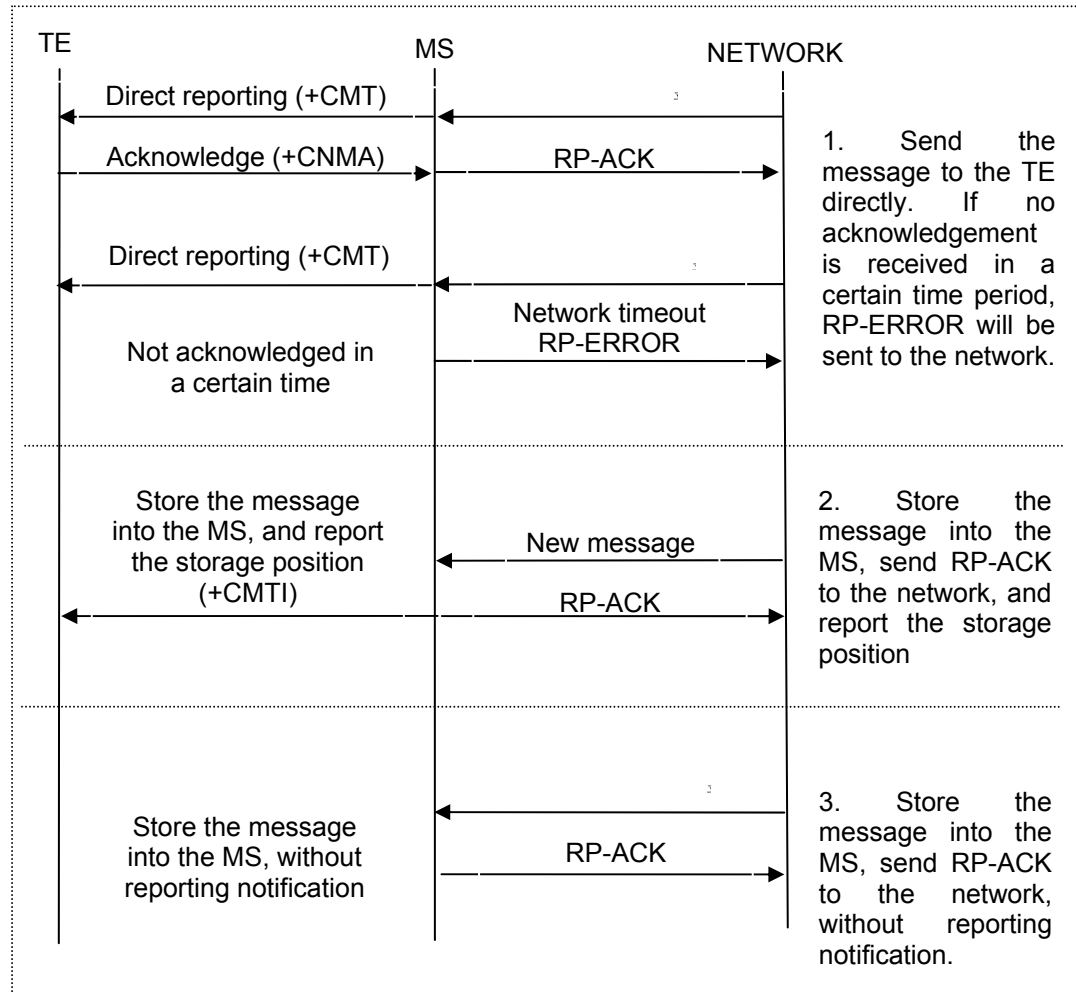 TE
MS
NETWORK
Direct reporting (+CMT)
Acknowledge (+CNMA)
RP-ACK
1. Send the
message to the TE
directly. If no
acknowledgement
is received in a
certain time period,
RP-ERROR will be
sent to the network.
Direct reporting (+CMT)
Network timeout
RP-ERROR
Not acknowledged in
a certain time
Store the message
into the MS, and report
the storage position
(+CMTI)
New message
RP-ACK
2. Store the
message into the
MS, send RP-ACK
to the network, and
report the storage
position
Store the message
into the MS, without
reporting notification
RP-ACK
3. Store the
message into the
MS, send RP-ACK
to the network,
without reporting
notification.